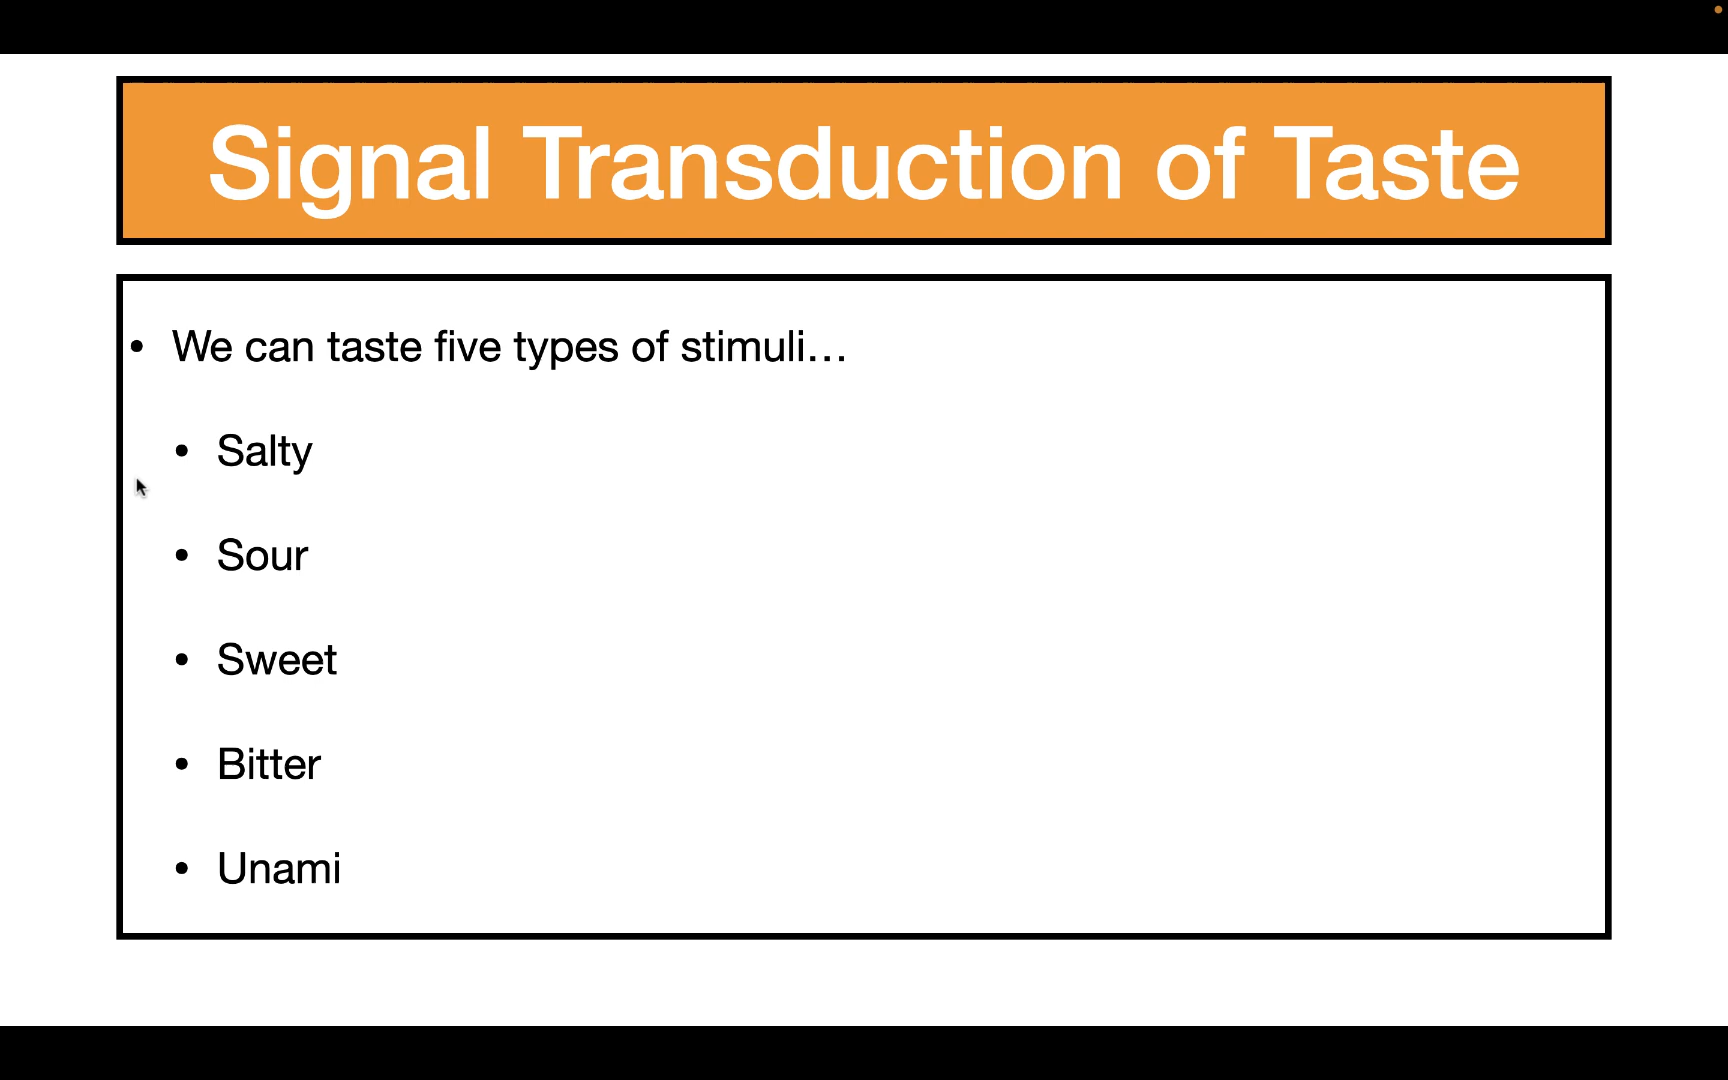 Signal Transduction of Taste
• We can taste five types of stimuli…
• Salty
• Sour
• Sweet
• Bitter
• Unami